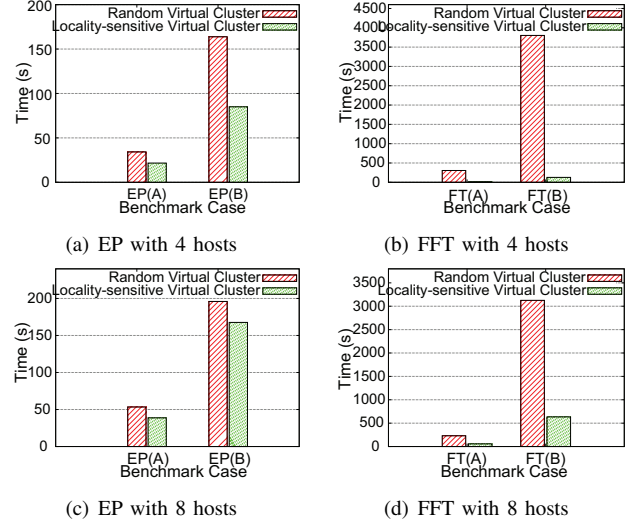 Random Virtual Cluster
Locality-sensitive Virtual Cluster
Time (s)
200
150
100
50
0
EP(A) EP(B)
Benchmark Case
(a) EP with 4 hosts
Random Virtual Cluster
Locality-sensitive Virtual Cluster
Time (s)
4500
4000
3500
3000
2500
2000
1500
1000
500
0
FT(A) FT(B)
Benchmark Case
(b) FFT with 4 hosts
Random Virtual Cluster
Locality-sensitive Virtual Cluster
Time (s)
200
150
100
50
0
EP(A) EP(B)
Benchmark Case
(c) EP with 8 hosts
Random Virtual Cluster
Locality-sensitive Virtual Cluster
Time (s)
3500
3000
2500
2000
1500
1000
500
0
FT(A) FT(B)
Benchmark Case
(d) FFT with 8 hosts